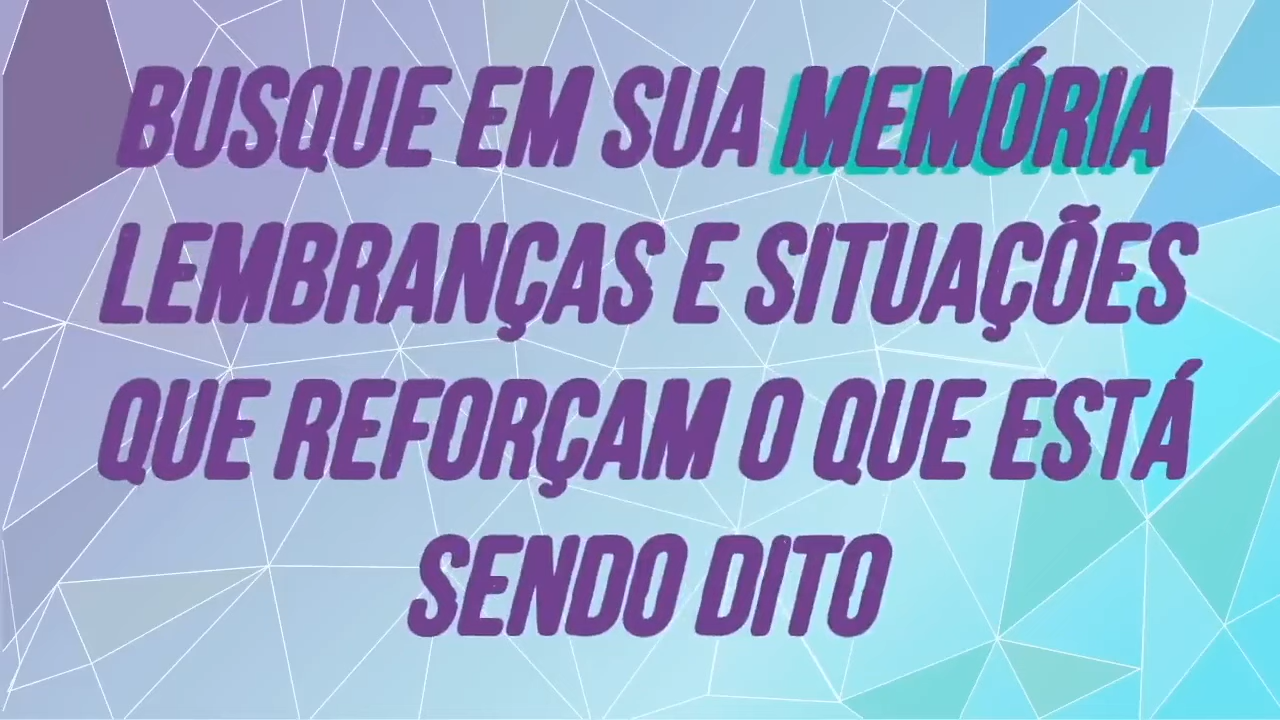 BUSQUE EM SUA MEMÓRIA
LEMBRANÇAS E SITUAÇÕES
QUE REFORÇAM O QUE ESTÁ
SENDO DITO